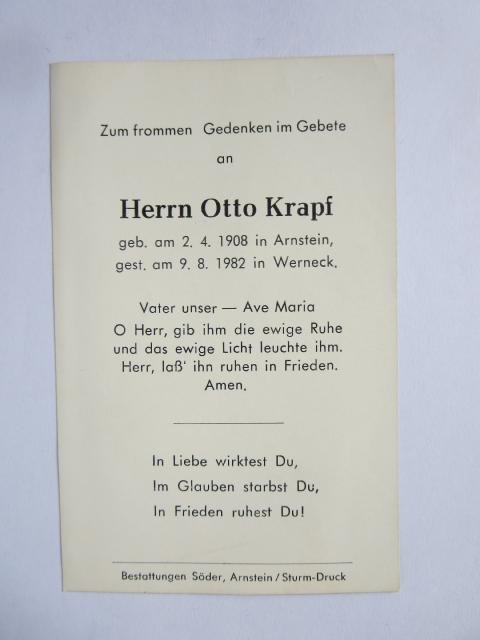 Zum frommen Gedenken im Gebete
an
Herrn Otto Krapf
geb. am 2. 4. 1908 in Arnstein,
gest. am 9. 8. 1982 in Werneck.
Vater unser — Ave Maria
O Herr, gib ihm die ewige Ruhe
und das ewige Licht leuchte ihm.
Herr, laß' ihn ruhen in Frieden.
Amen.
In Liebe wirktest Du,
Im Glauben starbst Du,
In Frieden ruhest Du!
Bestattungen Söder, Arnstein / Sturm-Druck